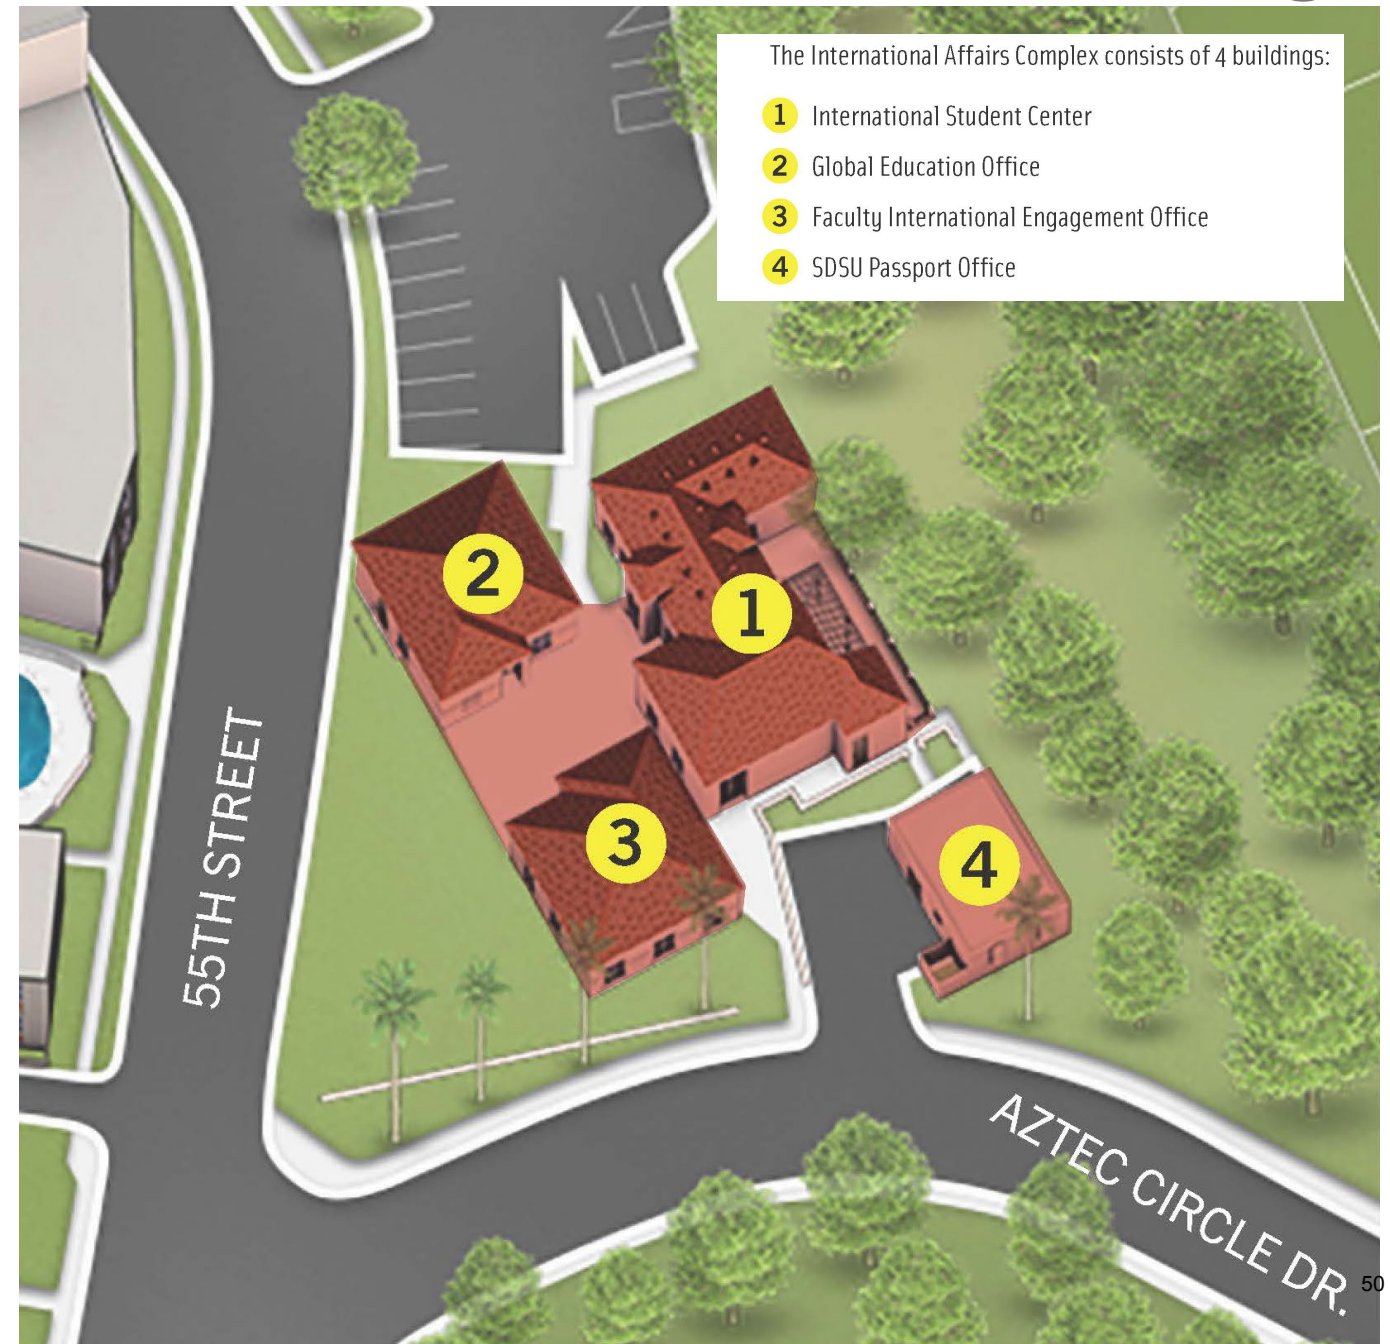 The International Affairs Complex consists of 4 buildings:
1 International Student Center
2 Global Education Office
3 Faculty International Engagement Office
4 SDSU Passport Office
2
1
3
4
55TH STREET
AZTEC CIRCLE DR.
50